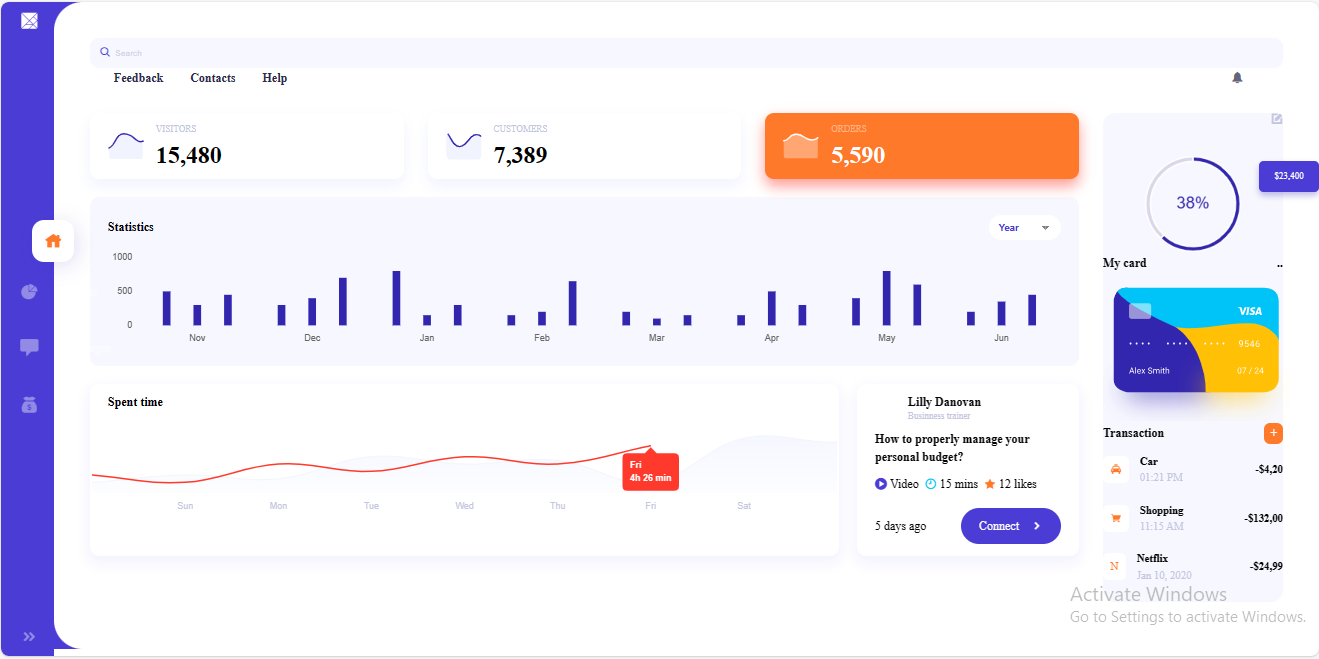 Search
Feedback Contacts Help
VISITORS
15,480
CUSTOMERS
7,389
ORDERS
5,590
$23,400
38%
Statistics
Year
1000
500
0
Nov Dec Jan Feb Mar Apr May Jun
My card ..
VISA
•••• •••• •••• 9546
Alex Smith 07 / 24
Spent time
Fri
4h 26 min
Sun Mon Tue Wed Thu Fri Sat
Lilly Danovan
Businness trainer
How to properly manage your
personal budget?
Video 15 mins 12 likes
5 days ago Connect
Transaction +
Car
01:21 PM
-$4,20
Shopping
11:15 AM
-$132,00
N
Netflix
Jan 10, 2020
-$24,99
Activate Windows
Go to Settings to activate Windows.